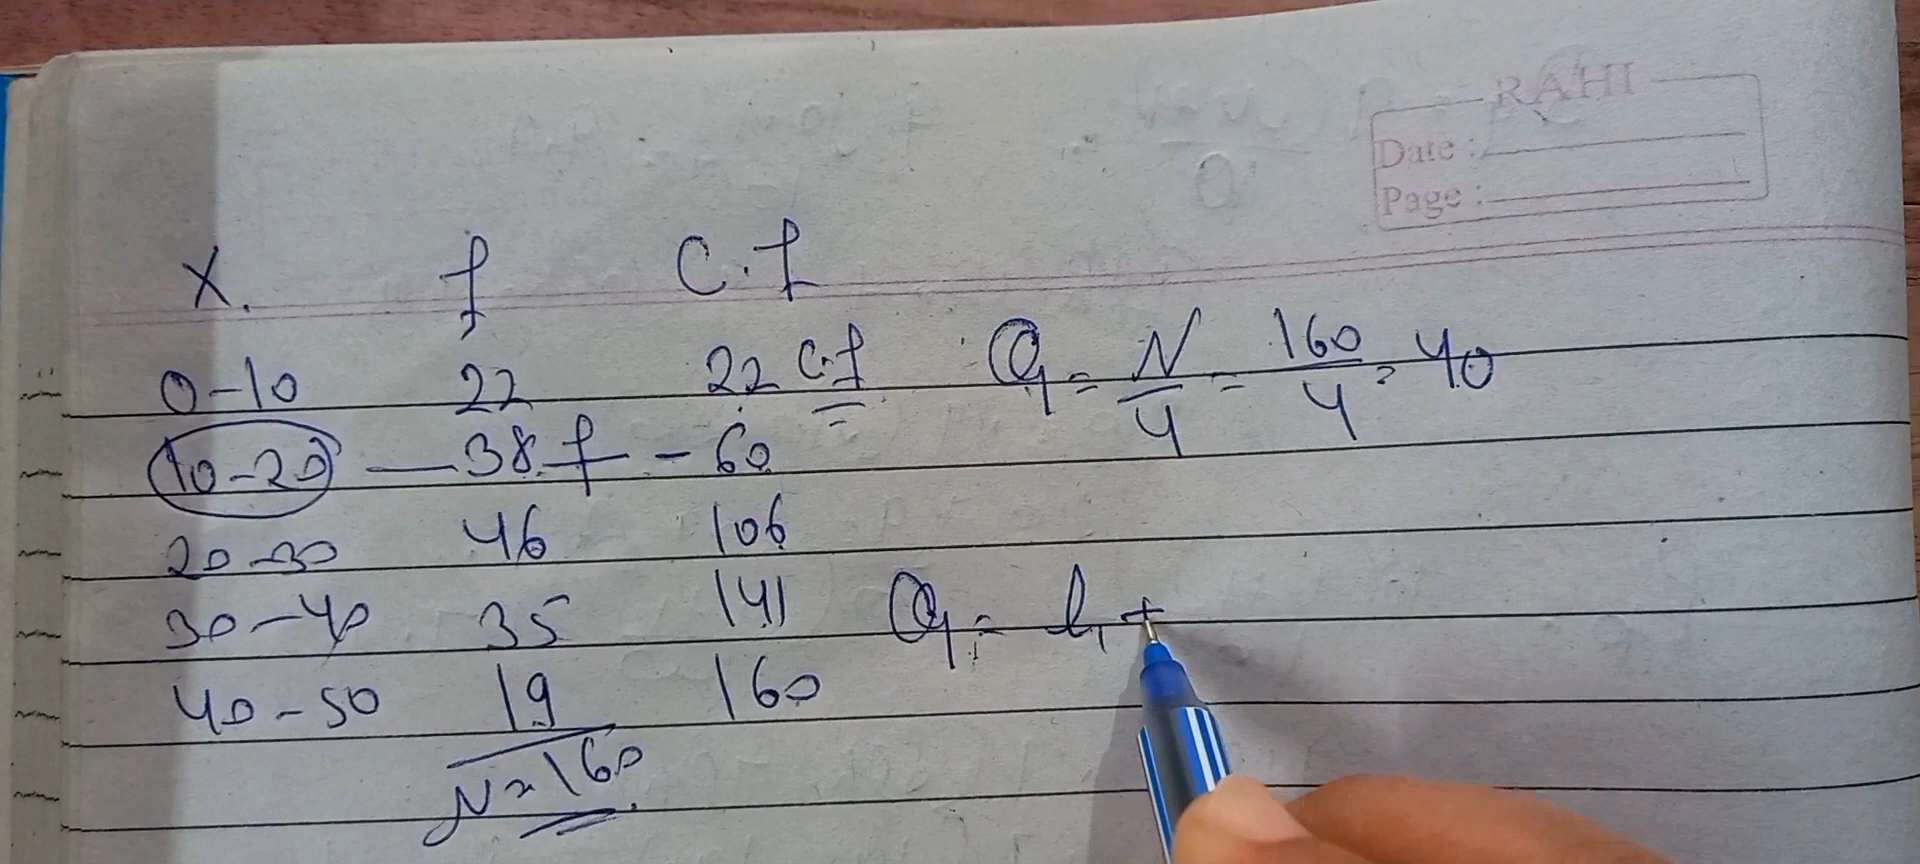 RAHI
Date :
Page :
X. f C.f
0-10 22 22 C.f Q1 = N/4 = 160/4 = 40
10-20 — 38 f - 60
20-30 46 106
30-40 35 141 Q1 = l1 +
40-50 19 160
N = 160